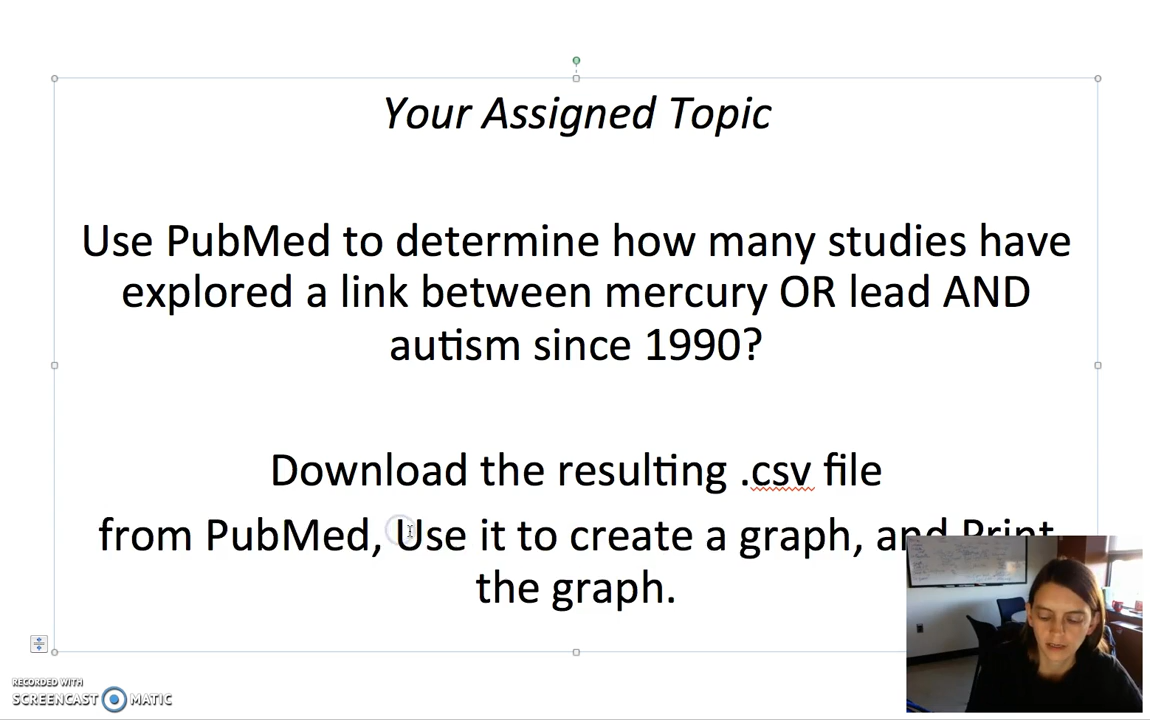 Your Assigned Topic
Use PubMed to determine how many studies have
explored a link between mercury OR lead AND
autism since 1990?
Download the resulting .csv file
from PubMed, Use it to create a graph, and Print
the graph.
RECORDED WITH
SCREENCAST MATIC